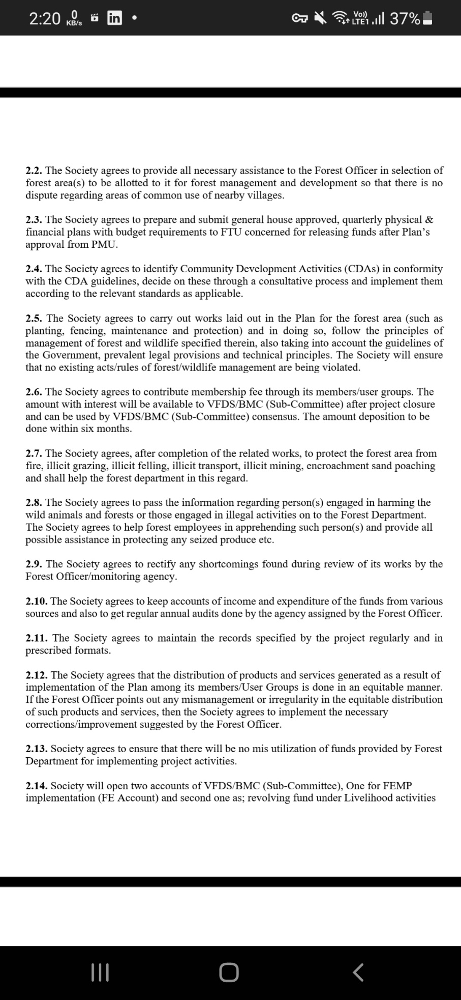 2:20 0 KB/s in • Vo)) LTE1 37%
2.2. The Society agrees to provide all necessary assistance to the Forest Officer in selection of
forest area(s) to be allotted to it for forest management and development so that there is no
dispute regarding areas of common use of nearby villages.
2.3. The Society agrees to prepare and submit general house approved, quarterly physical &
financial plans with budget requirements to FTU concerned for releasing funds after Plan’s
approval from PMU.
2.4. The Society agrees to identify Community Development Activities (CDAs) in conformity
with the CDA guidelines, decide on these through a consultative process and implement them
according to the relevant standards as applicable.
2.5. The Society agrees to carry out works laid out in the Plan for the forest area (such as
planting, fencing, maintenance and protection) and in doing so, follow the principles of
management of forest and wildlife specified therein, also taking into account the guidelines of
the Government, prevalent legal provisions and technical principles. The Society will ensure
that no existing acts/rules of forest/wildlife management are being violated.
2.6. The Society agrees to contribute membership fee through its members/user groups. The
amount with interest will be available to VFDS/BMC (Sub-Committee) after project closure
and can be used by VFDS/BMC (Sub-Committee) consensus. The amount deposition to be
done within six months.
2.7. The Society agrees, after completion of the related works, to protect the forest area from
fire, illicit grazing, illicit felling, illicit transport, illicit mining, encroachment sand poaching
and shall help the forest department in this regard.
2.8. The Society agrees to pass the information regarding person(s) engaged in harming the
wild animals and forests or those engaged in illegal activities on to the Forest Department.
The Society agrees to help forest employees in apprehending such person(s) and provide all
possible assistance in protecting any seized produce etc.
2.9. The Society agrees to rectify any shortcomings found during review of its works by the
Forest Officer/monitoring agency.
2.10. The Society agrees to keep accounts of income and expenditure of the funds from various
sources and also to get regular annual audits done by the agency assigned by the Forest Officer.
2.11. The Society agrees to maintain the records specified by the project regularly and in
prescribed formats.
2.12. The Society agrees that the distribution of products and services generated as a result of
implementation of the Plan among its members/User Groups is done in an equitable manner.
If the Forest Officer points out any mismanagement or irregularity in the equitable distribution
of such products and services, then the Society agrees to implement the necessary
corrections/improvement suggested by the Forest Officer.
2.13. Society agrees to ensure that there will be no mis utilization of funds provided by Forest
Department for implementing project activities.
2.14. Society will open two accounts of VFDS/BMC (Sub-Committee), One for FEMP
implementation (FE Account) and second one as; revolving fund under Livelihood activities